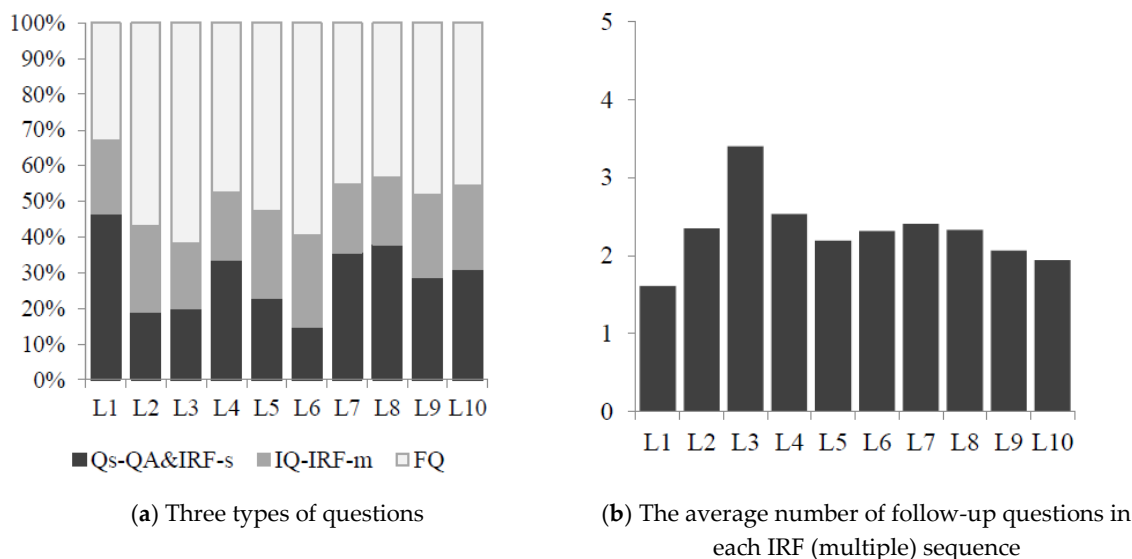 100%
90%
80%
70%
60%
50%
40%
30%
20%
10%
0%
L1 L2 L3 L4 L5 L6 L7 L8 L9 L10
Qs-QA&IRF-s IQ-IRF-m FQ
(a) Three types of questions
5
4
3
2
1
0
L1 L2 L3 L4 L5 L6 L7 L8 L9 L10
(b) The average number of follow-up questions in
each IRF (multiple) sequence